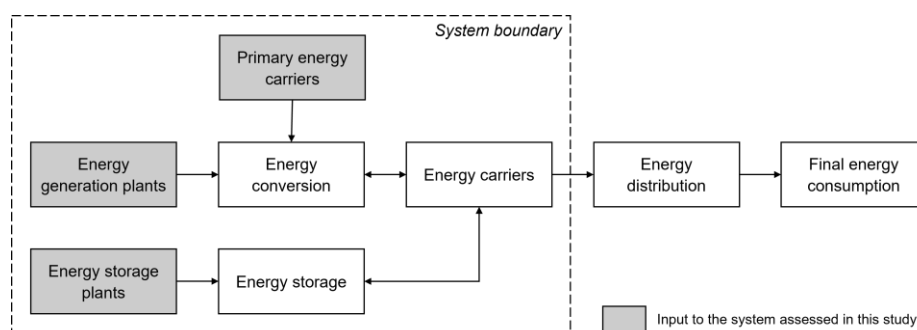 System boundary
Primary energy
carriers
Energy
generation plants
Energy
conversion
Energy carriers
Energy
distribution
Final energy
consumption
Energy storage
plants
Energy storage
Input to the system assessed in this study